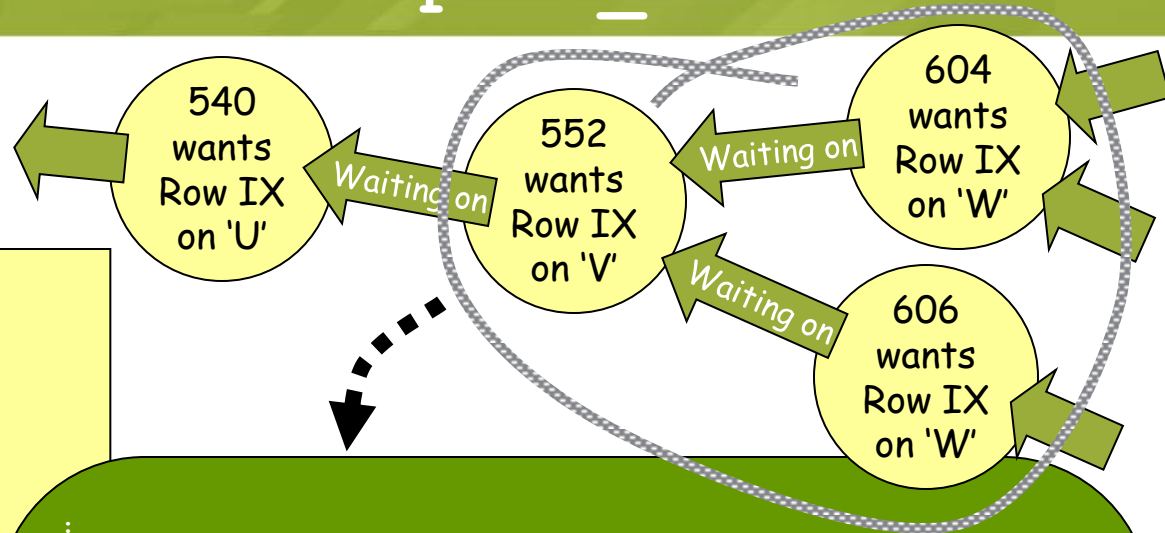 540
wants
Row IX
on ‘U’
Waiting on
552
wants
Row IX
on ‘V’
Waiting on
604
wants
Row IX
on ‘W’
Waiting on
606
wants
Row IX
on ‘W’